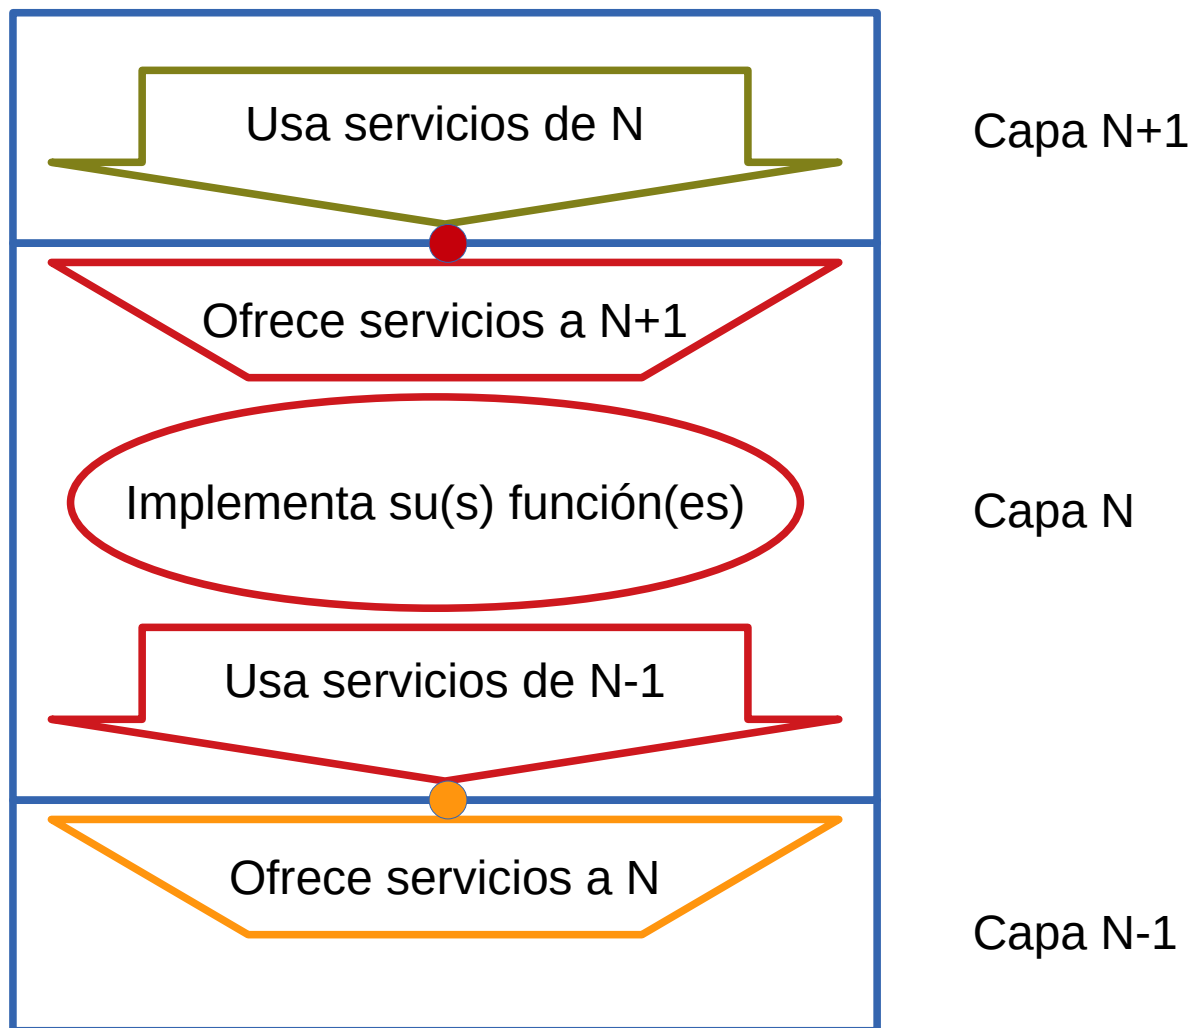 Usa servicios de N
Capa N+1
Ofrece servicios a N+1
Implementa su(s) función(es)
Capa N
Usa servicios de N-1
Ofrece servicios a N
Capa N-1